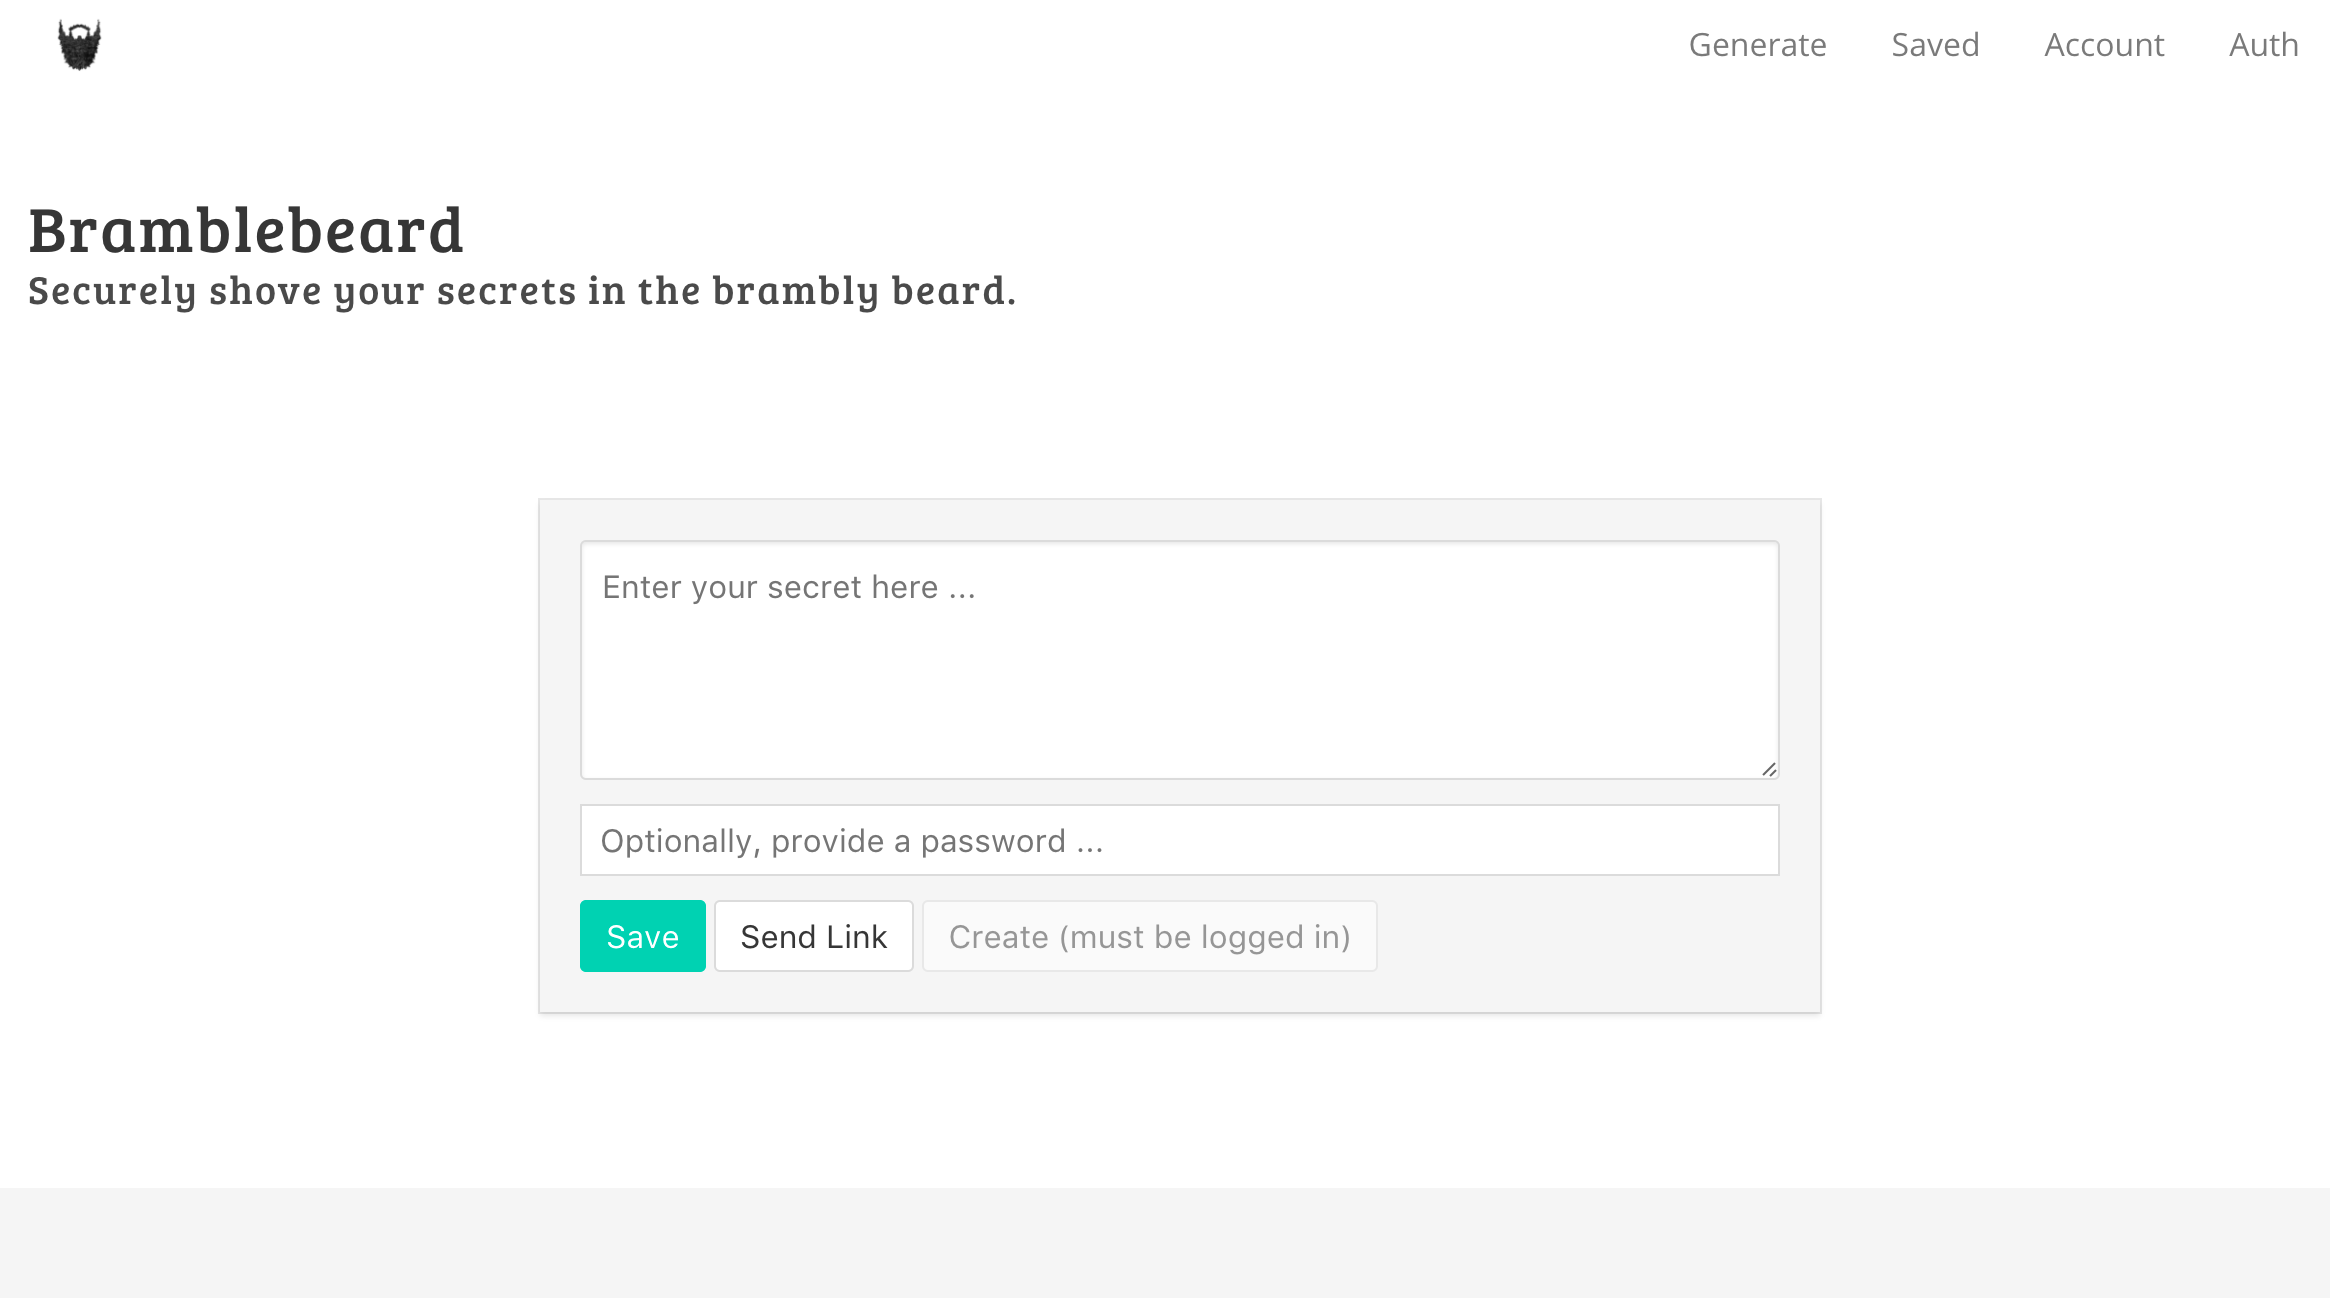 Generate Saved Account Auth
Bramblebeard
Securely shove your secrets in the brambly beard.
Enter your secret here ...
Optionally, provide a password ...
Save Send Link Create (must be logged in)